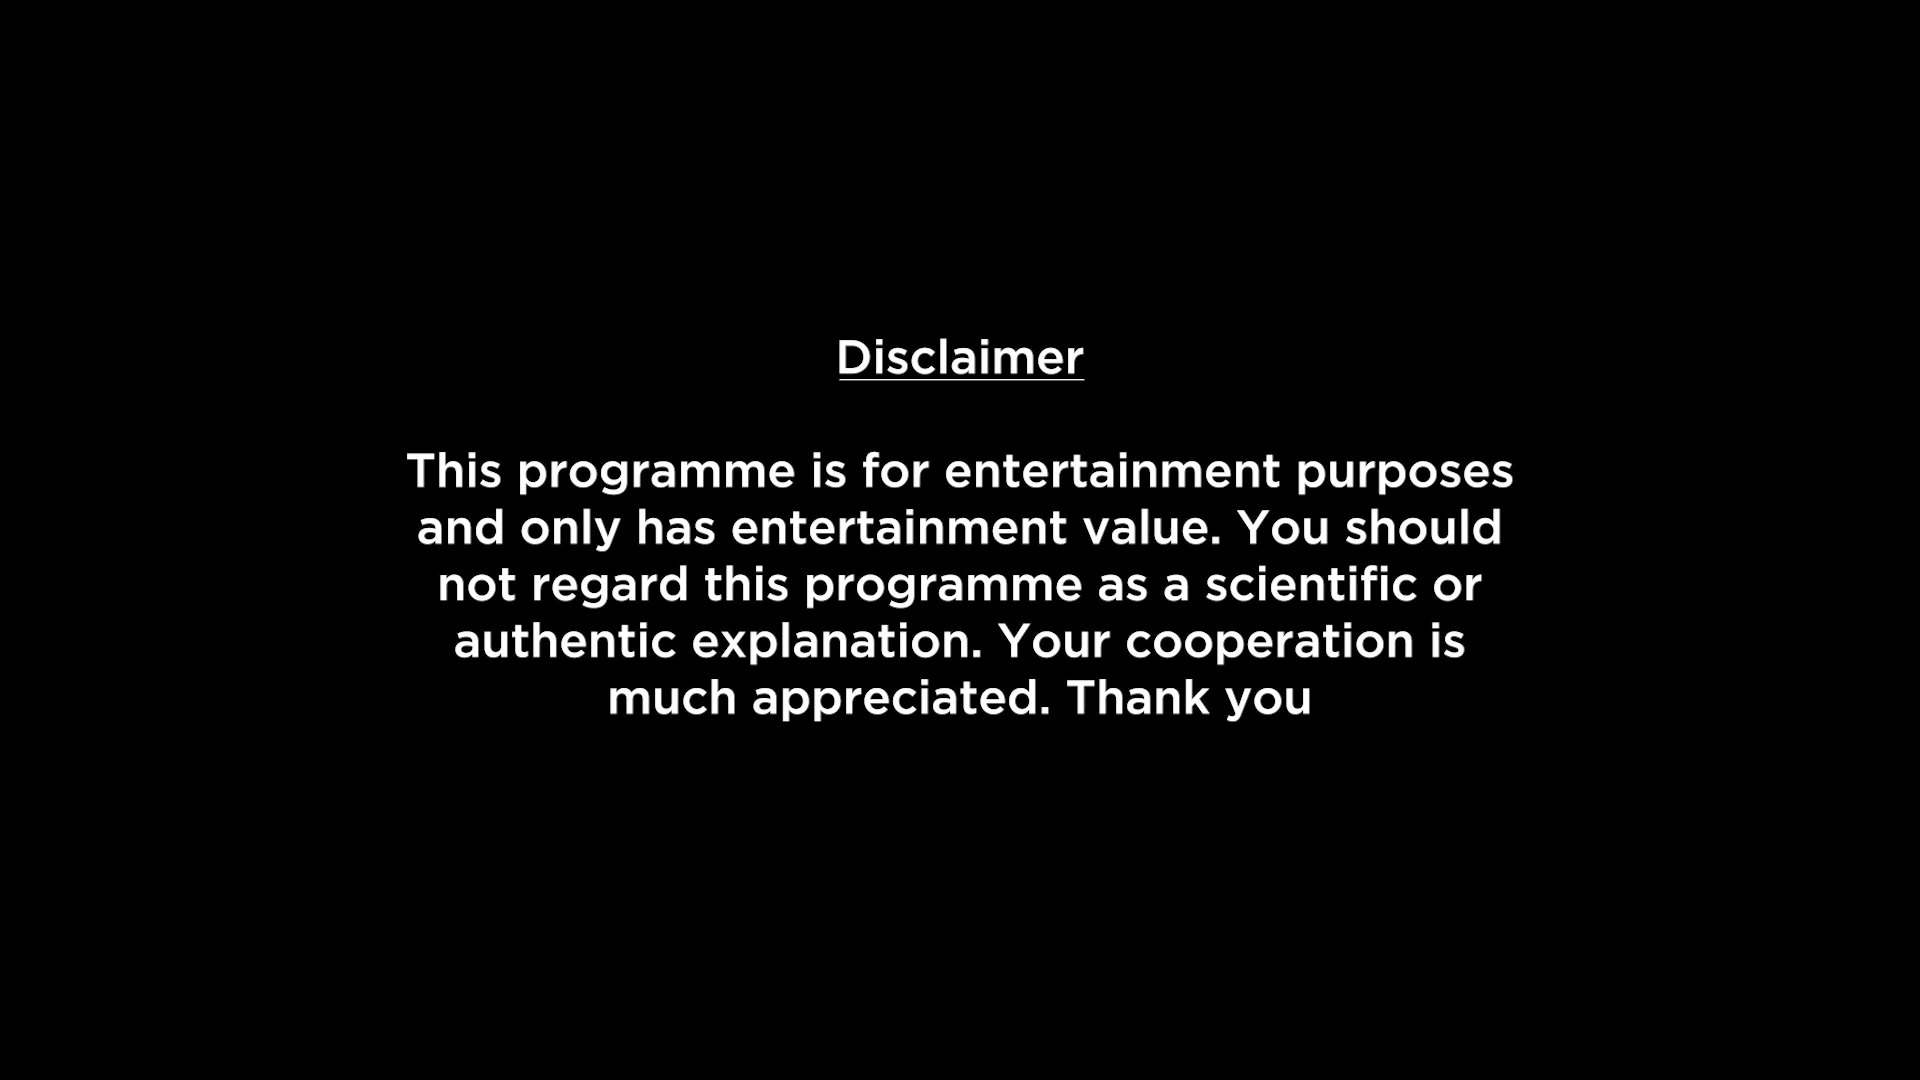 Disclaimer
This programme is for entertainment purposes
and only has entertainment value. You should
not regard this programme as a scientific or
authentic explanation. Your cooperation is
much appreciated. Thank you